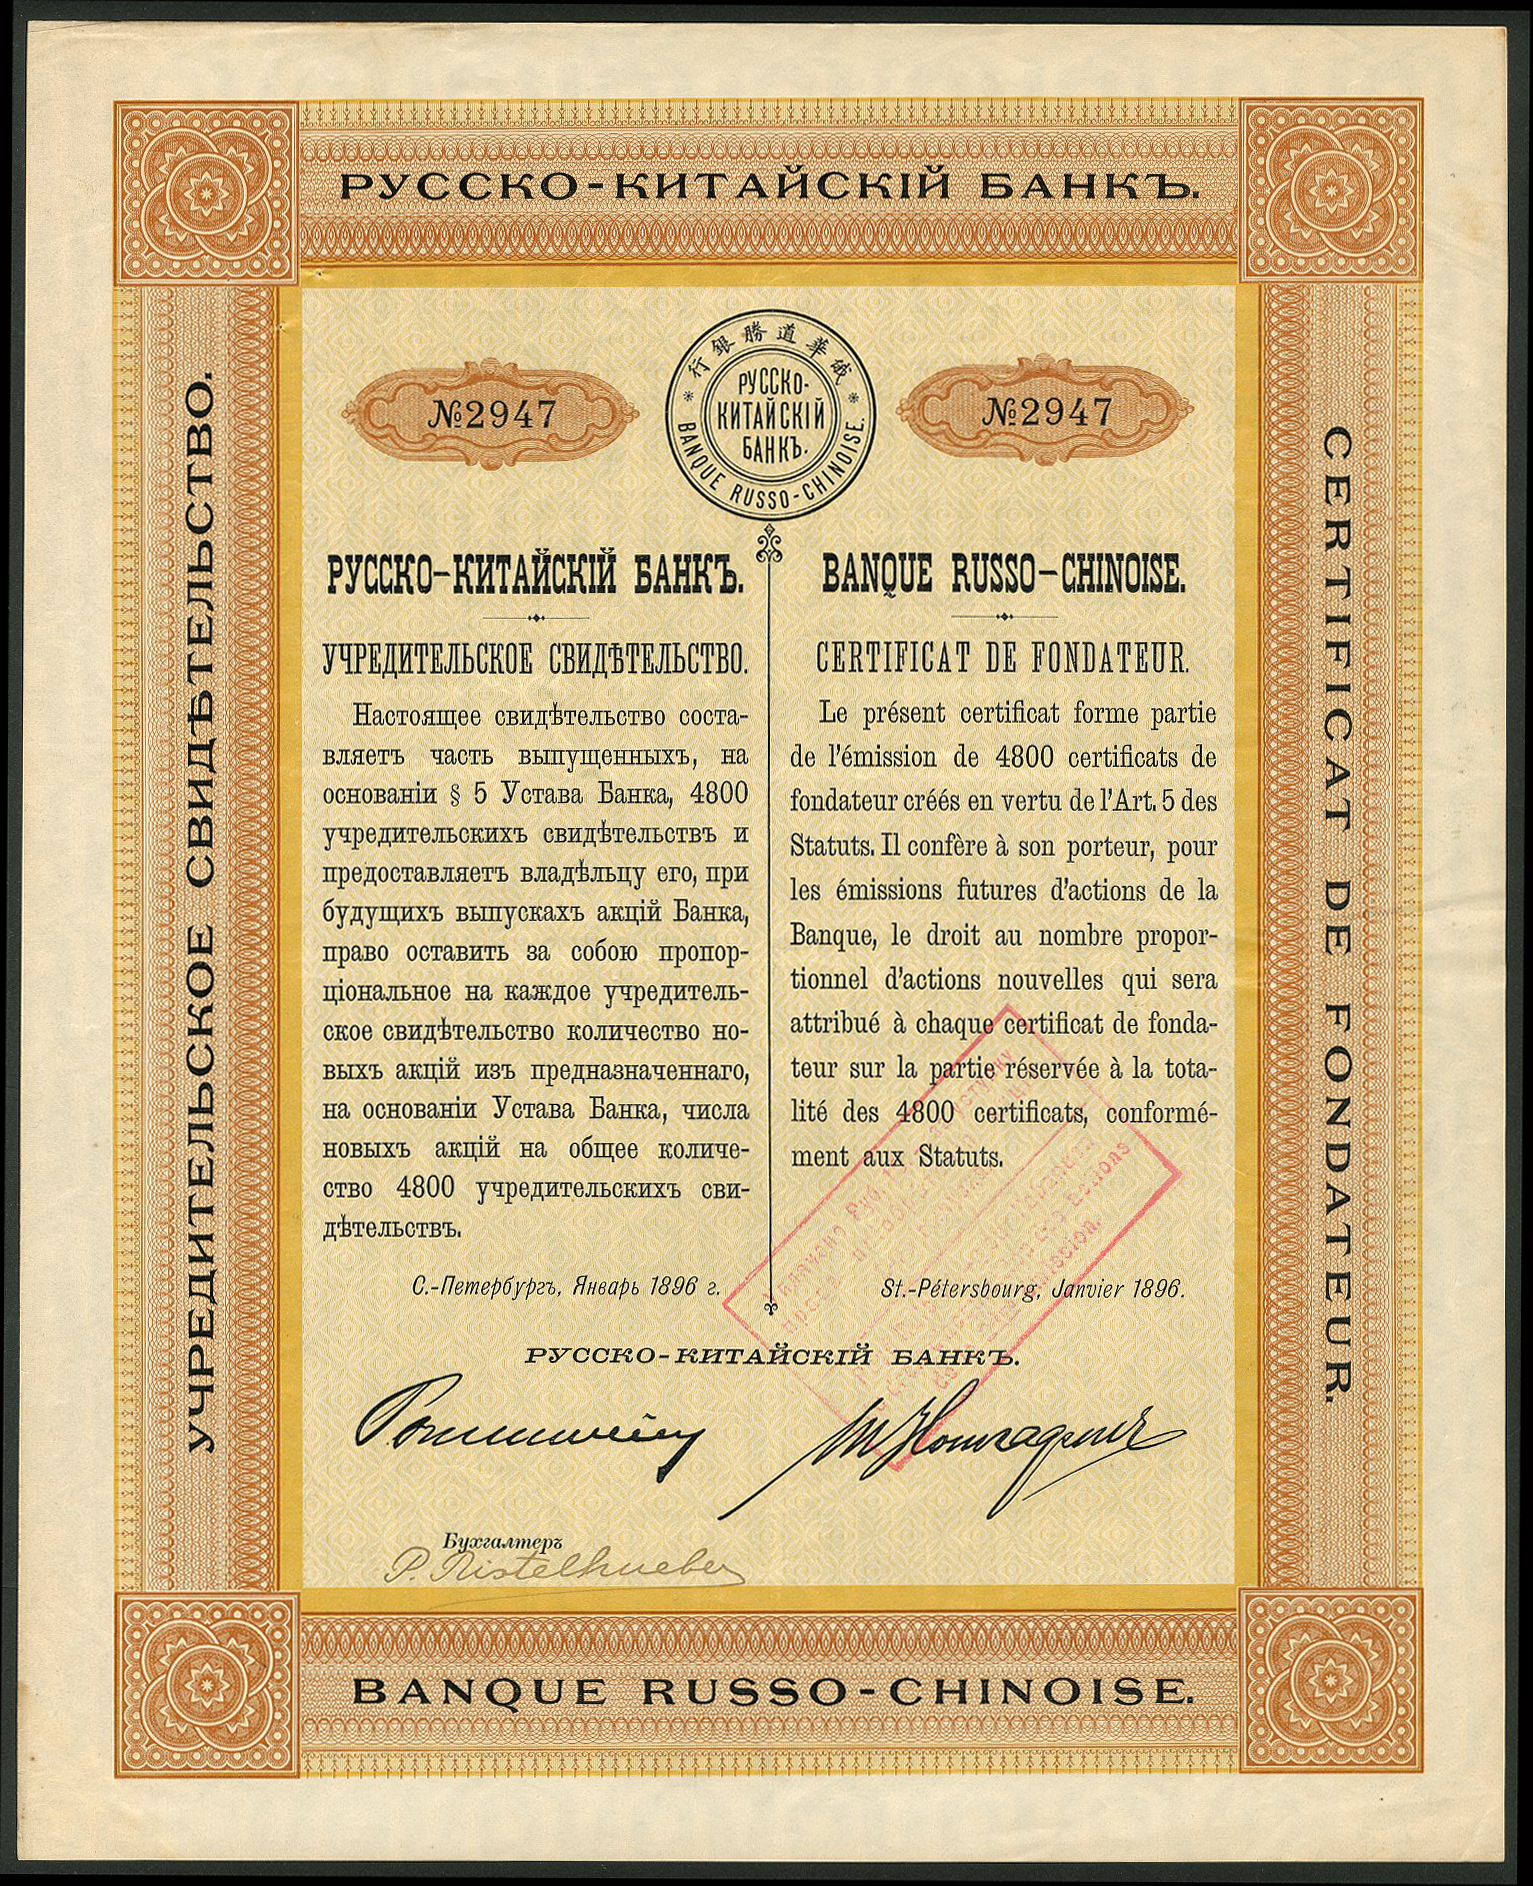 РУССКО-КИТАЙСКІЙ БАНКЪ.
УЧРЕДИТЕЛЬСКОЕ СВИДѢТЕЛЬСТВО.
CERTIFICAT DE FONDATEUR.
№2947
行銀勝道華俄
РУССКО-
КИТАЙСКІЙ
БАНКЪ.
BANQUE RUSSO-CHINOISE.
№2947
РУССКО-КИТАЙСКІЙ БАНКЪ.
УЧРЕДИТЕЛЬСКОЕ СВИДѢТЕЛЬСТВО.
Настоящее свидѣтельство соста-
вляетъ часть выпущенныхъ, на
основаніи § 5 Устава Банка, 4800
учредительскихъ свидѣтельствъ и
предоставляетъ владѣльцу его, при
будущихъ выпускахъ акцій Банка,
право оставить за собою пропор-
ціональное на каждое учредитель-
ское свидѣтельство количество но-
выхъ акцій изъ предназначеннаго,
на основаніи Устава Банка, числа
новыхъ акцій на общее количе-
ство 4800 учредительскихъ сви-
дѣтельствъ.
С.-Петербургъ, Январь 1896 г.
BANQUE RUSSO-CHINOISE.
CERTIFICAT DE FONDATEUR.
Le présent certificat forme partie
de l'émission de 4800 certificats de
fondateur créés en vertu de l'Art. 5 des
Statuts. Il confère à son porteur, pour
les émissions futures d'actions de la
Banque, le droit au nombre propor-
tionnel d'actions nouvelles qui sera
attribué à chaque certificat de fonda-
teur sur la partie réservée à la tota-
lité des 4800 certificats, conformé-
ment aux Statuts.
St.-Pétersbourg, Janvier 1896.
РУССКО-КИТАЙСКІЙ БАНКЪ.
Бухгалтеръ
P. Ristelhueber
BANQUE RUSSO-CHINOISE.